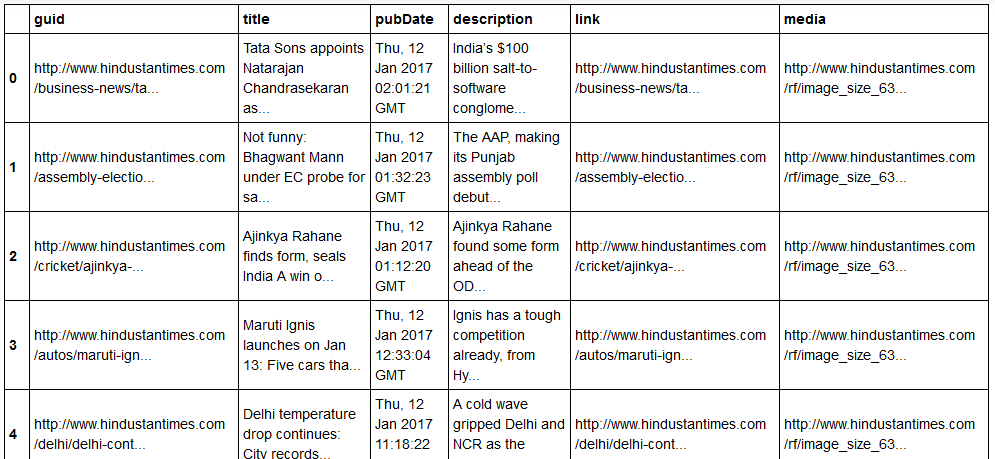 guid title pubDate description link media
0
http://www.hindustantimes.com
/business-news/ta...
Tata Sons appoints
Natarajan
Chandrasekaran
as...
Thu, 12
Jan 2017
02:01:21
GMT
India's $100
billion salt-to-
software
conglome...
http://www.hindustantimes.com
/business-news/ta...
http://www.hindustantimes.com
/rf/image_size_63...
1
http://www.hindustantimes.com
/assembly-electio...
Not funny:
Bhagwant Mann
under EC probe for
sa...
Thu, 12
Jan 2017
01:32:23
GMT
The AAP, making
its Punjab
assembly poll
debut...
http://www.hindustantimes.com
/assembly-electio...
http://www.hindustantimes.com
/rf/image_size_63...
2
http://www.hindustantimes.com
/cricket/ajinkya-...
Ajinkya Rahane
finds form, seals
India A win o...
Thu, 12
Jan 2017
01:12:20
GMT
Ajinkya Rahane
found some form
ahead of the
OD...
http://www.hindustantimes.com
/cricket/ajinkya-...
http://www.hindustantimes.com
/rf/image_size_63...
3
http://www.hindustantimes.com
/autos/maruti-ign...
Maruti Ignis
launches on Jan
13: Five cars tha...
Thu, 12
Jan 2017
12:33:04
GMT
Ignis has a tough
competition
already, from
Hy...
http://www.hindustantimes.com
/autos/maruti-ign...
http://www.hindustantimes.com
/rf/image_size_63...
4
http://www.hindustantimes.com
/delhi/delhi-cont...
Delhi temperature
drop continues:
City records...
Thu, 12
Jan 2017
11:18:22
A cold wave
gripped Delhi and
NCR as the
http://www.hindustantimes.com
/delhi/delhi-cont...
http://www.hindustantimes.com
/rf/image_size_63...